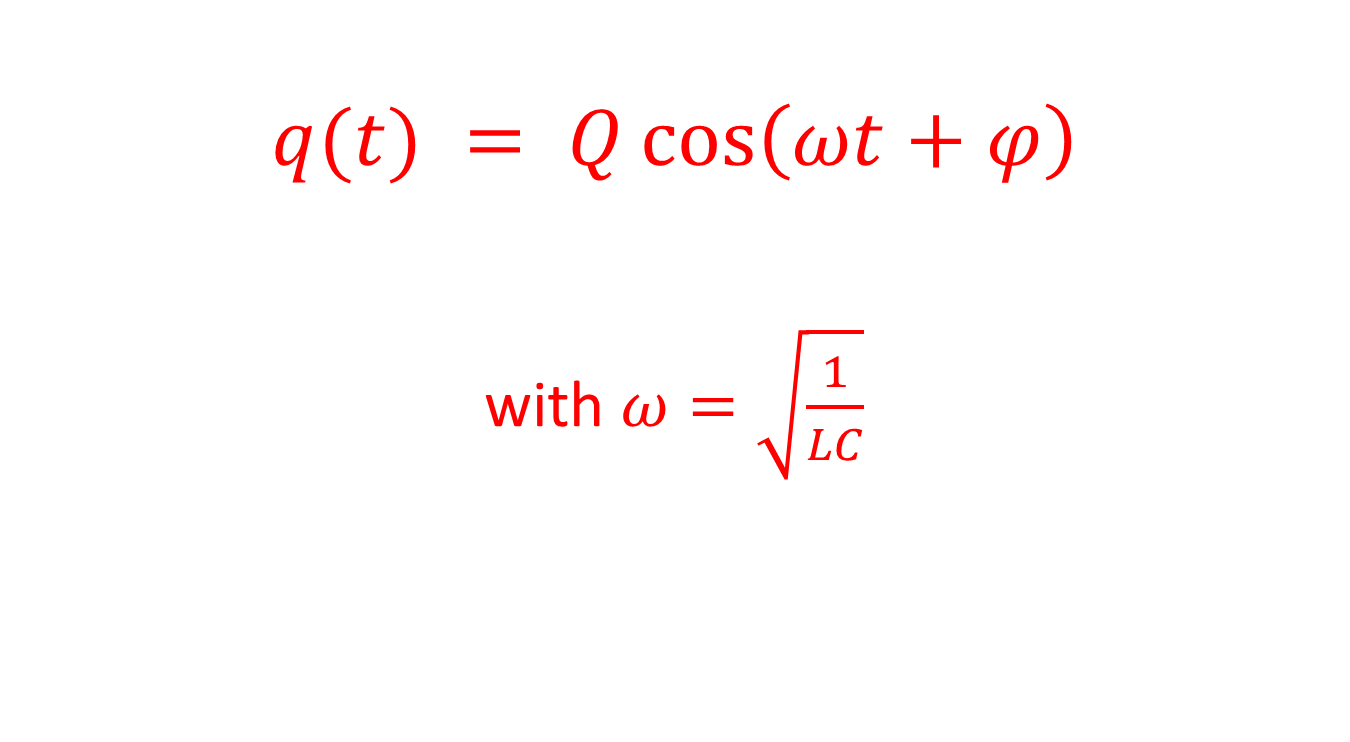 q(t) = Q cos(ωt + φ)
with ω = √(1/LC)